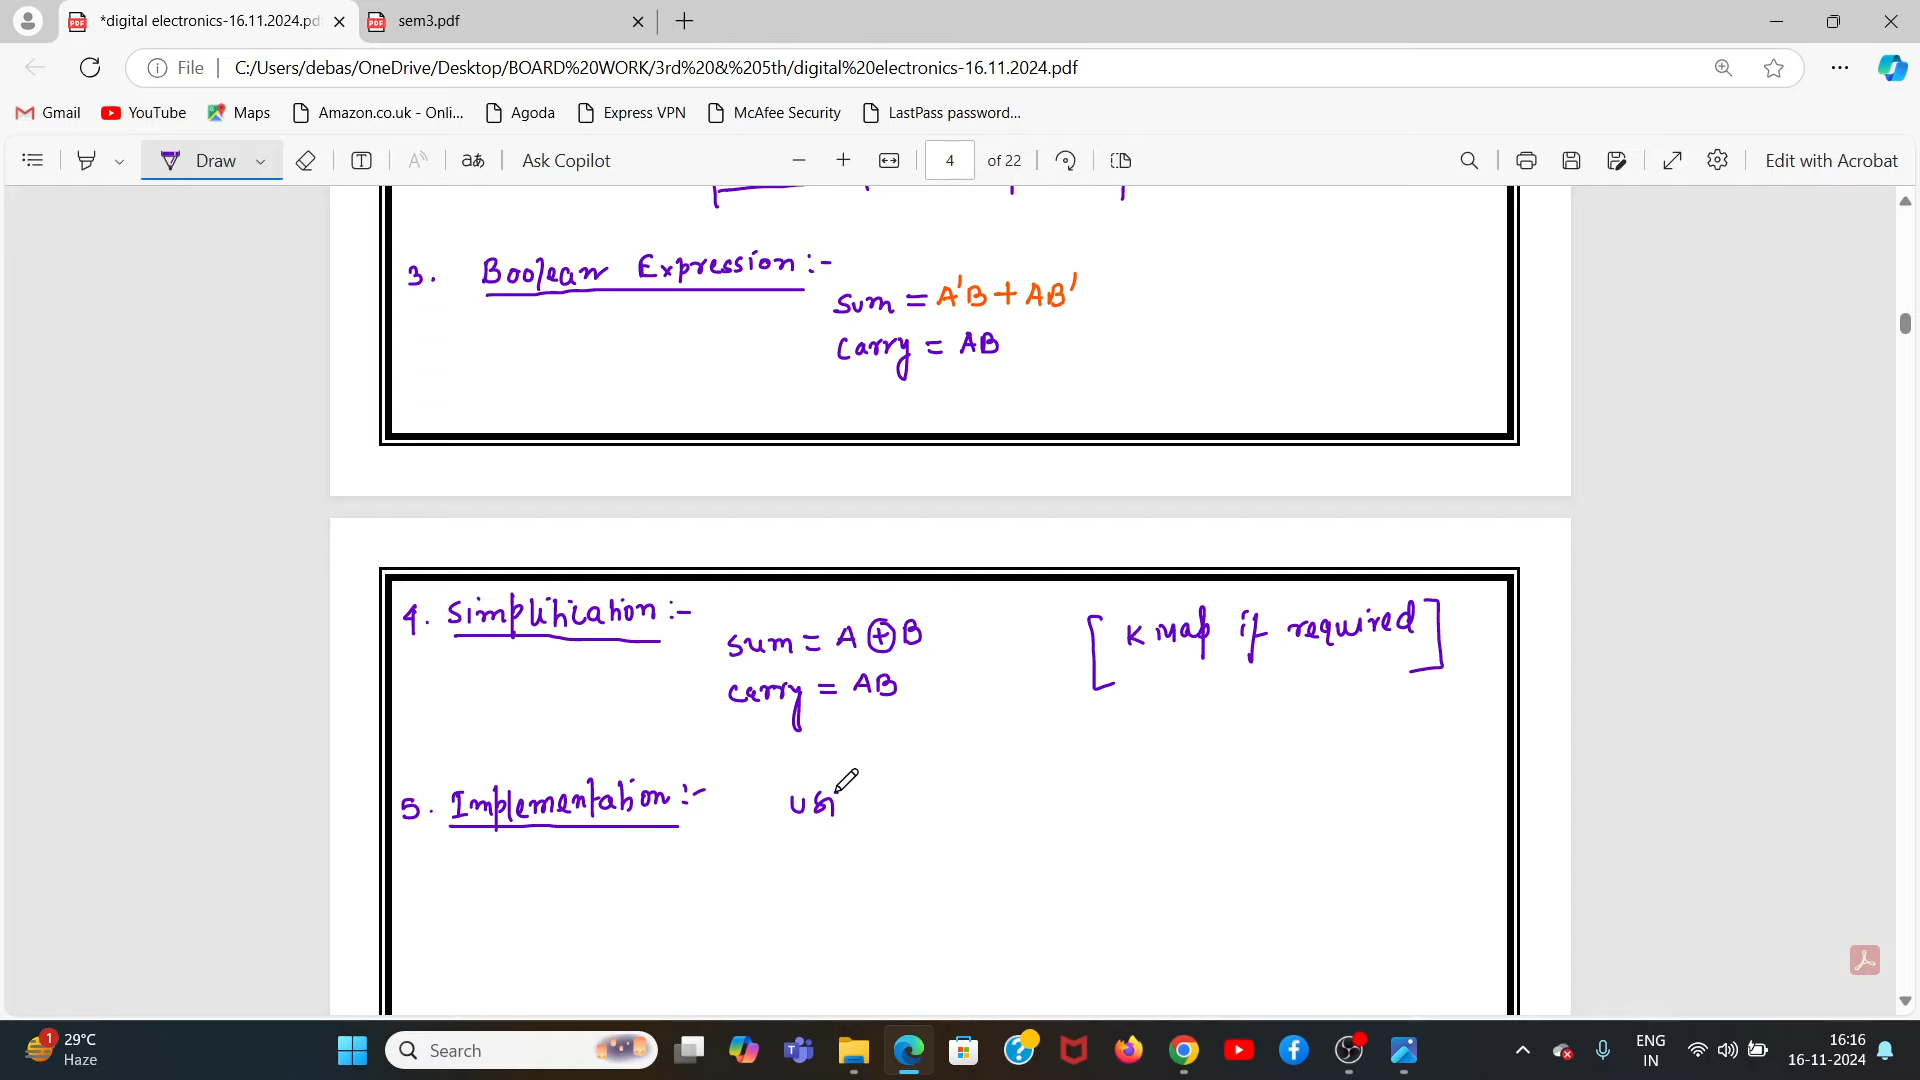 *digital electronics-16.11.2024.pd
sem3.pdf
File
C:/Users/debas/OneDrive/Desktop/BOARD%20WORK/3rd%20&%205th/digital%20electronics-16.11.2024.pdf
Gmail
YouTube
Maps
Amazon.co.uk - Onli...
Agoda
Express VPN
McAfee Security
LastPass password...
Draw
Ask Copilot
4 of 22
Edit with Acrobat
3. Boolean Expression :-
Sum = A'B + AB'
Carry = AB
4. Simplification :-
[ K Map if required ]
Sum = A ⊕ B
Carry = AB
5. Implementation :-
29°C
Haze
Search
ENG
IN
16:16
16-11-2024